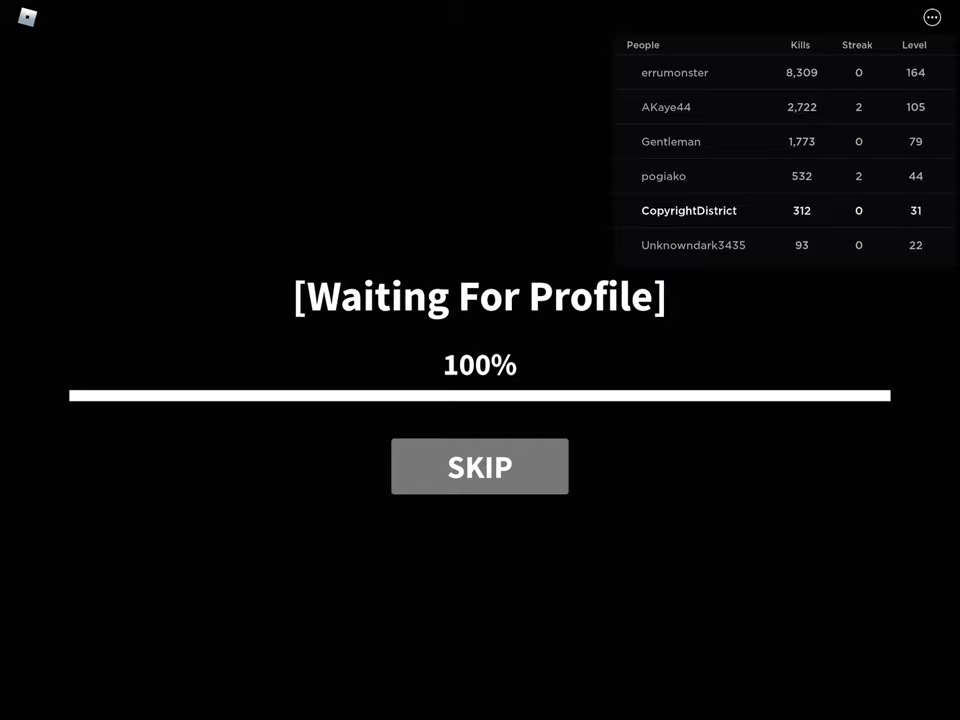 People Kills Streak Level
errumonster 8,309 0 164
AKaye44 2,722 2 105
Gentleman 1,773 0 79
pogiako 532 2 44
CopyrightDistrict 312 0 31
Unknowndark3435 93 0 22
[Waiting For Profile]
100%
SKIP